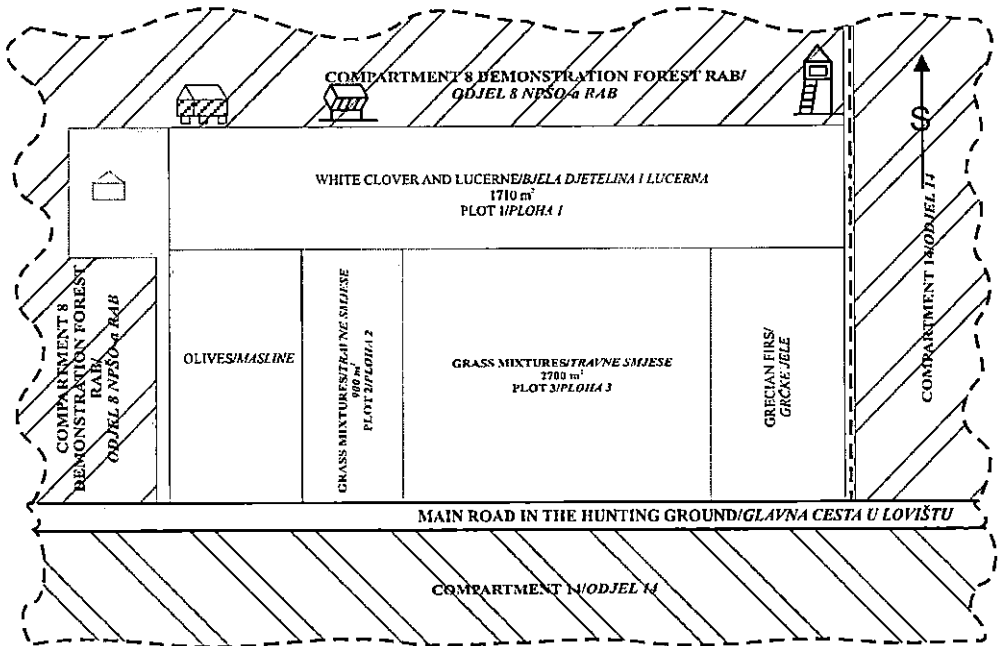 COMPARTMENT 8 DEMONSTRATION FOREST RAB/
ODJEL 8 NPŠO-a RAB
S
WHITE CLOVER AND LUCERNE/BJELA DJETELINA I LUCERNA
1710 m²
PLOT 1/PLOHA 1
COMPARTMENT 8
DEMONSTRATION FOREST
RAB/
ODJEL 8 NPŠO-a RAB
OLIVES/MASLINE
GRASS MIXTURES/TRAVNE SMJESE
900 m²
PLOT 2/PLOHA 2
GRASS MIXTURES/TRAVNE SMJESE
2700 m²
PLOT 3/PLOHA 3
GRECIAN FIRS/
GRČKE JELE
COMPARTMENT 14/ODJEL 14
MAIN ROAD IN THE HUNTING GROUND/GLAVNA CESTA U LOVIŠTU
COMPARTMENT 14/ODJEL 14